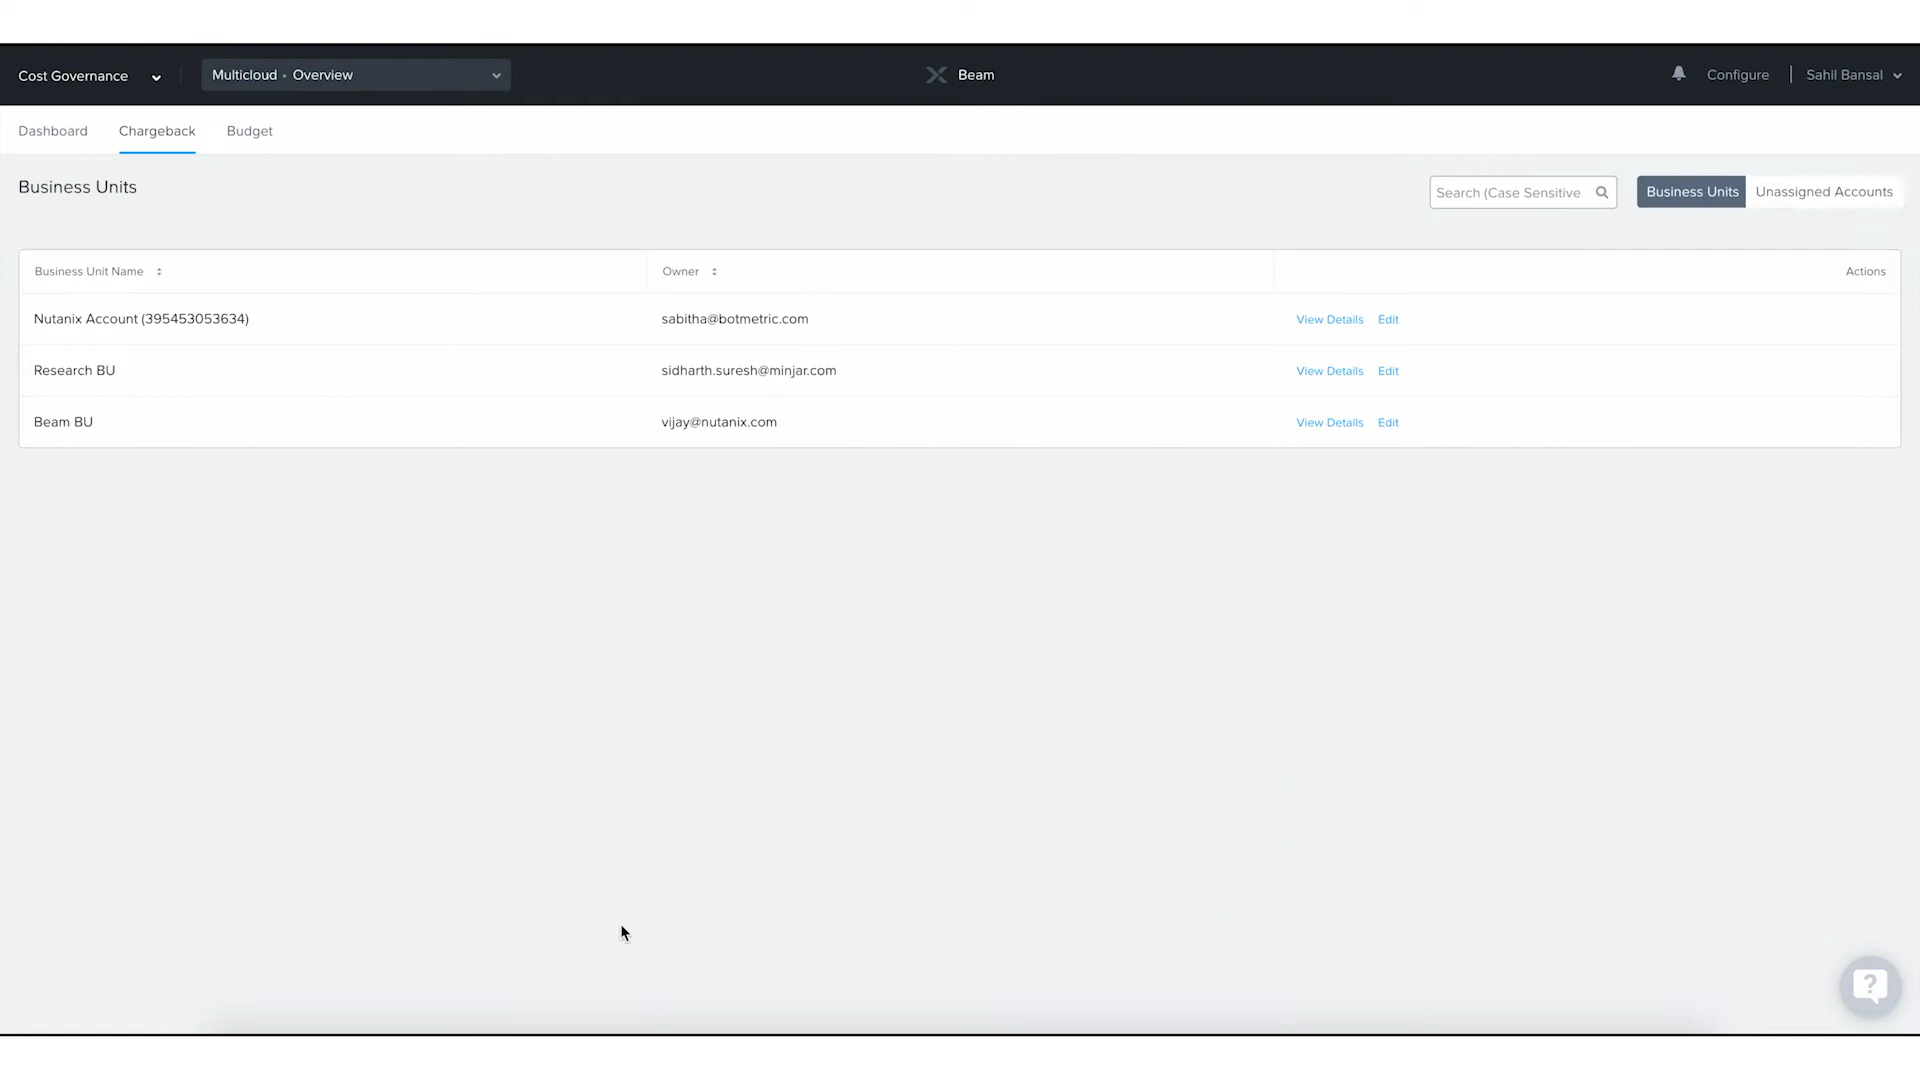 Cost Governance
Multicloud • Overview
Beam
Configure
Sahil Bansal
Dashboard
Chargeback
Budget
Business Units
Search (Case Sensitive
Business Units
Unassigned Accounts
Business Unit Name
Owner
Actions
Nutanix Account (395453053634)
sabitha@botmetric.com
View Details
Edit
Research BU
sidharth.suresh@minjar.com
View Details
Edit
Beam BU
vijay@nutanix.com
View Details
Edit
?